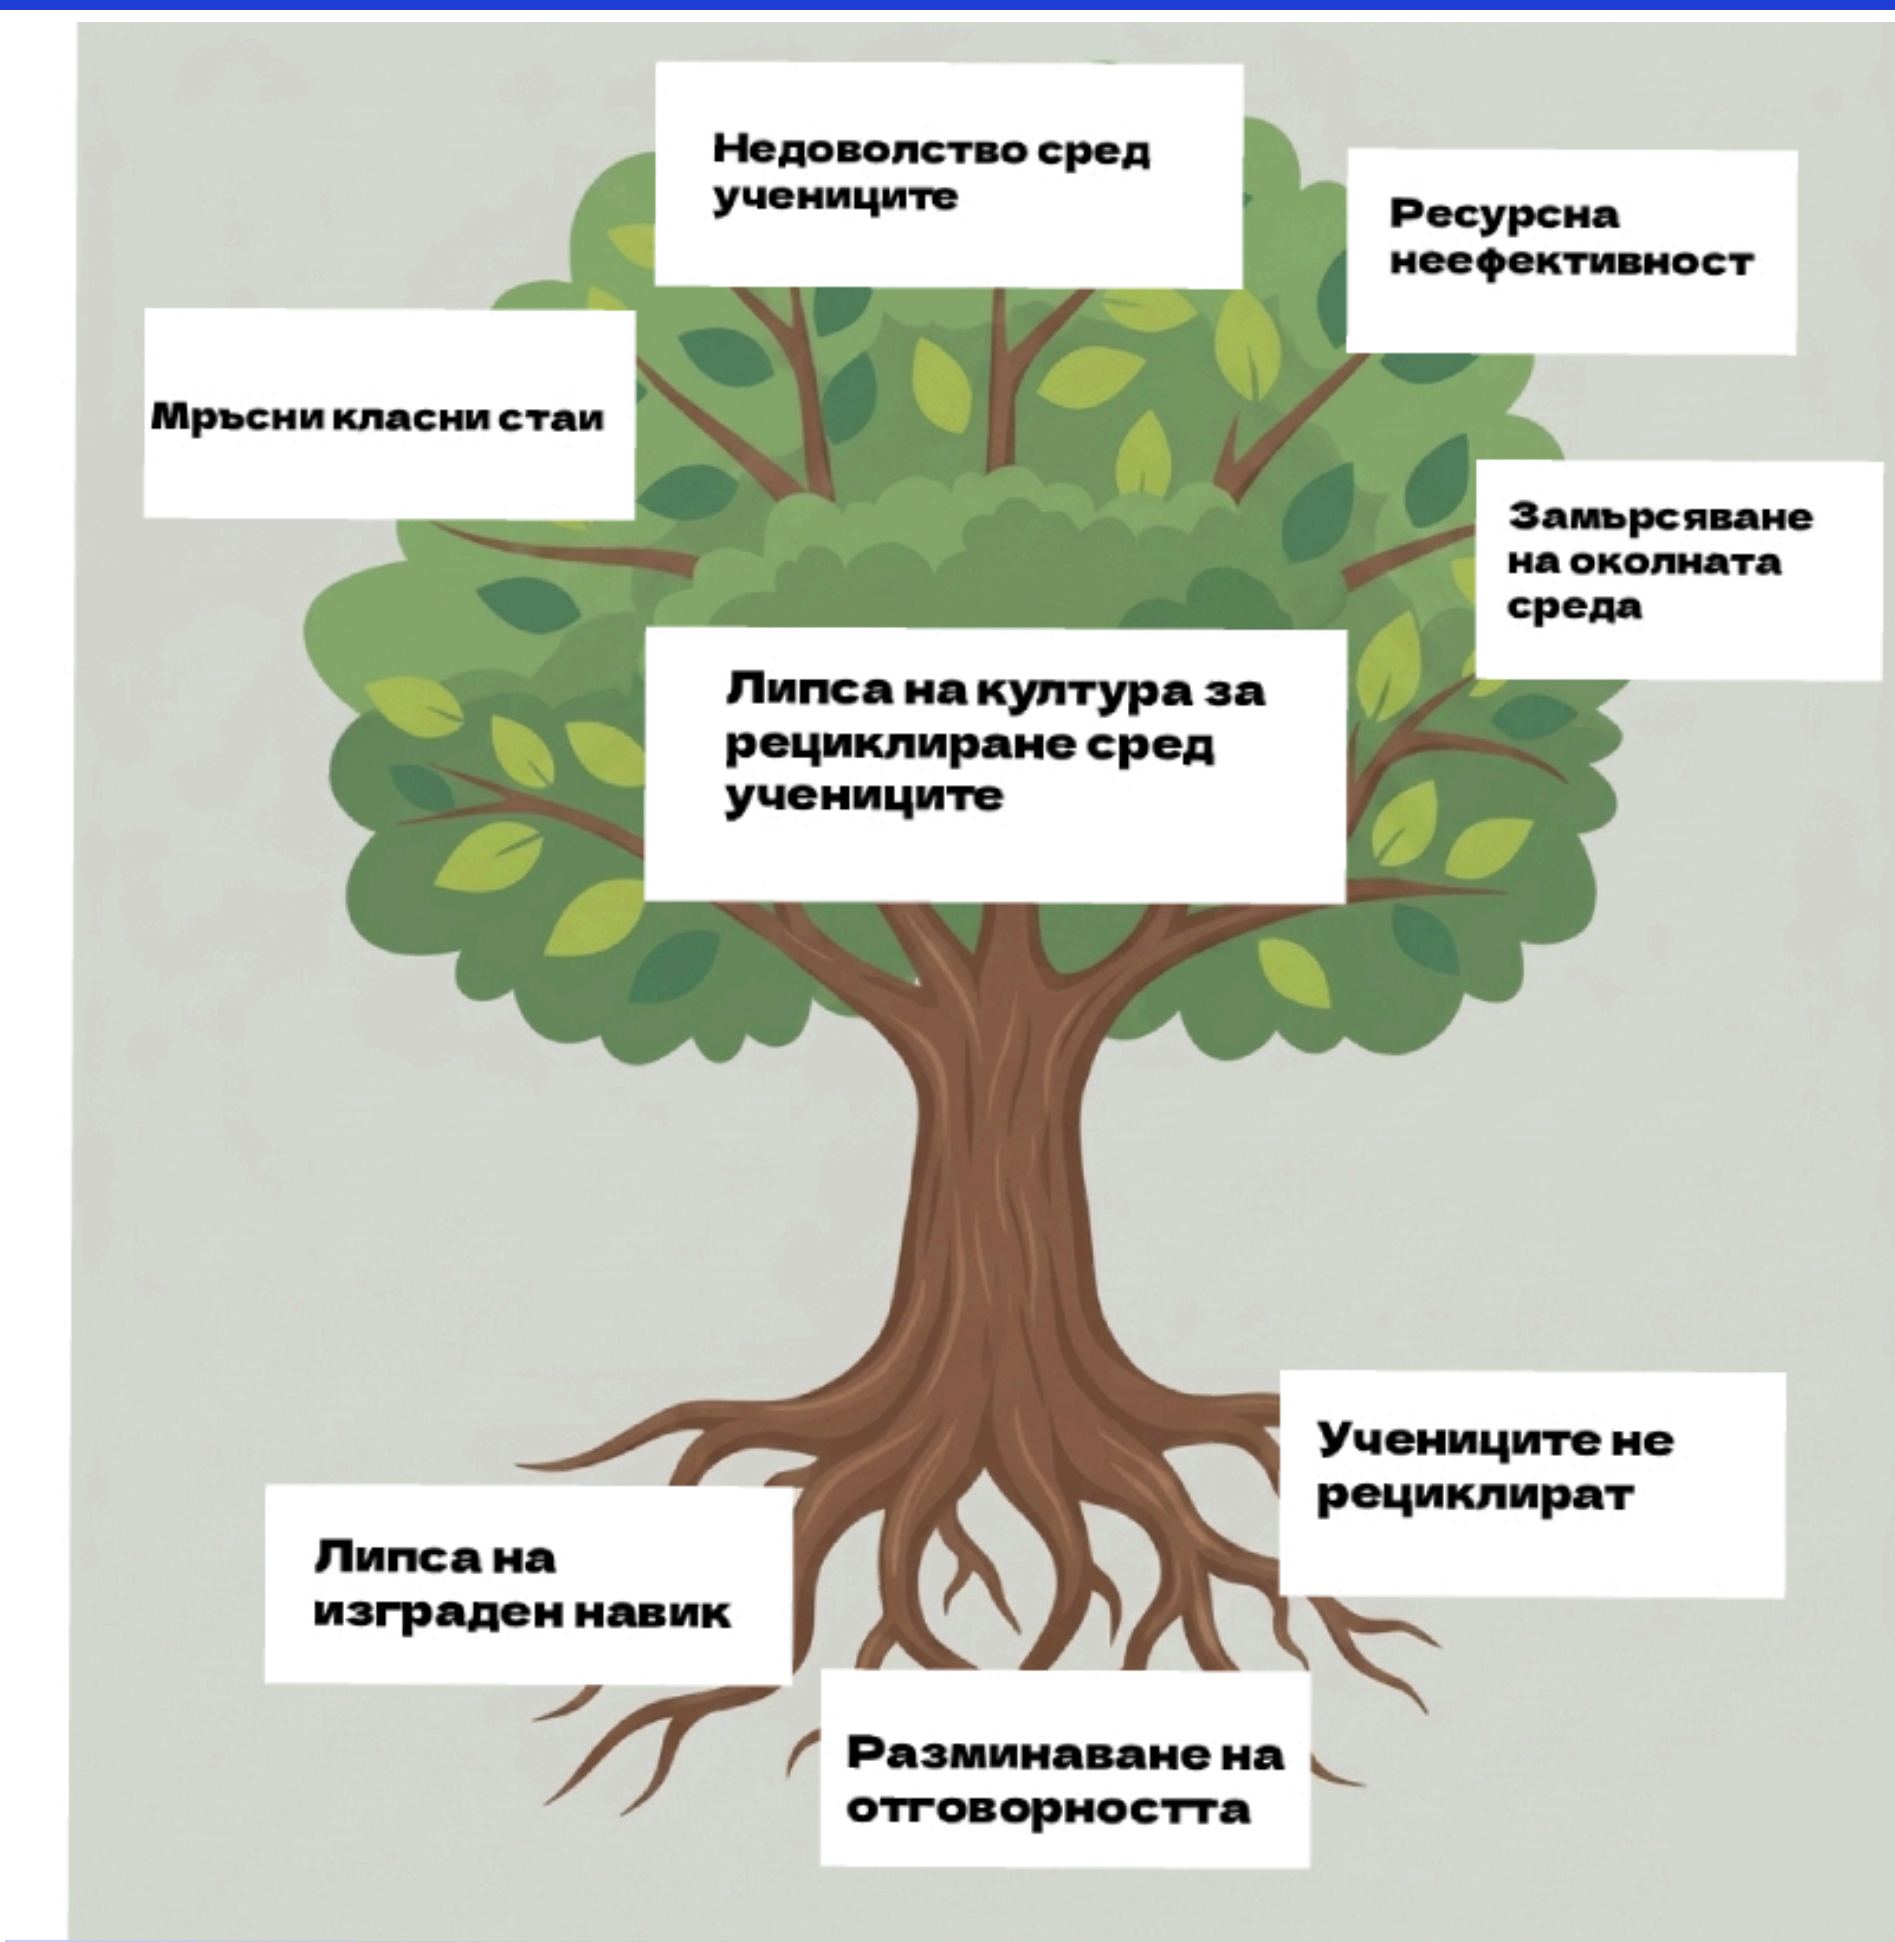 Недоволство сред
учениците
Ресурсна
неефективност
Мръсни класни стаи
Замърсяване
на околната
среда
Липса на култура за
рециклиране сред
учениците
Учениците не
рециклират
Липса на
изграден навик
Разминаване на
отговорността